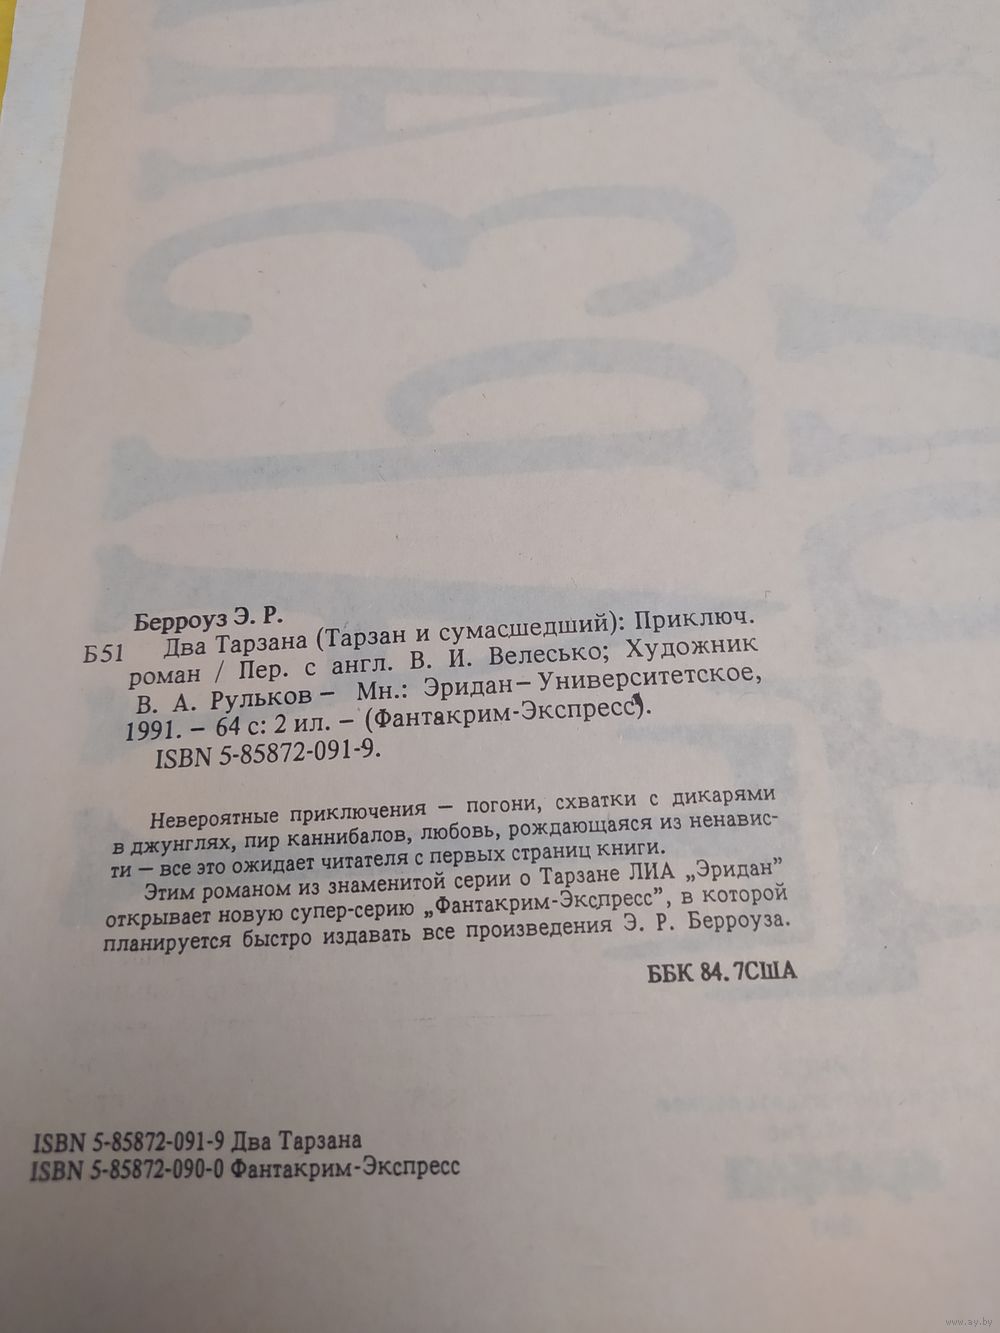 Берроуз Э. Р.
Б51 Два Тарзана (Тарзан и сумасшедший): Приключ.
роман / Пер. с англ. В. И. Велесько; Художник
В. А. Рульков – Мн.: Эридан–Университетское,
1991. – 64 с: 2 ил. – (Фантакрим-Экспресс).
ISBN 5-85872-091-9.
Невероятные приключения — погони, схватки с дикарями
в джунглях, пир каннибалов, любовь, рождающаяся из ненавис-
ти — все это ожидает читателя с первых страниц книги.
Этим романом из знаменитой серии о Тарзане ЛИА „Эридан”
открывает новую супер-серию „Фантакрим-Экспресс”, в которой
планируется быстро издавать все произведения Э. Р. Берроуза.
ББК 84.7США
ISBN 5-85872-091-9 Два Тарзана
ISBN 5-85872-090-0 Фантакрим-Экспресс
www.ay.by